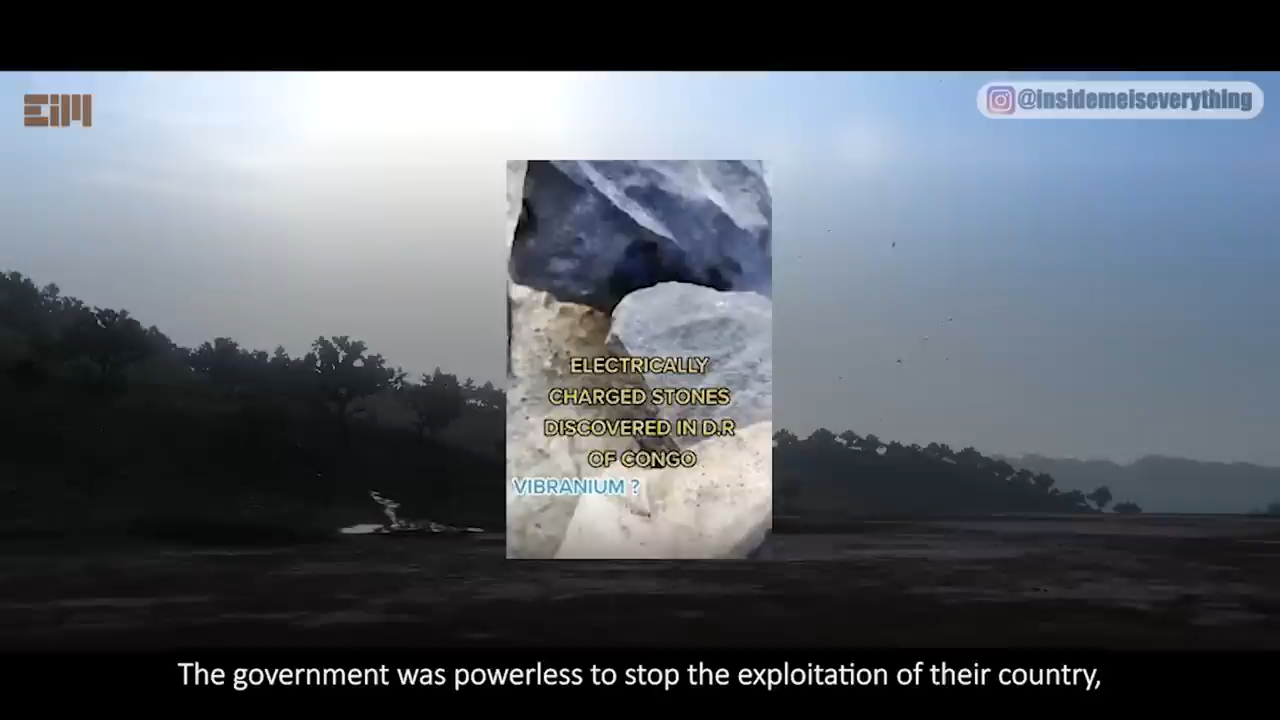 EiM
@insidemeiseverything
ELECTRICALLY
CHARGED STONES
DISCOVERED IN D.R
OF CONGO
VIBRANIUM ?
The government was powerless to stop the exploitation of their country,